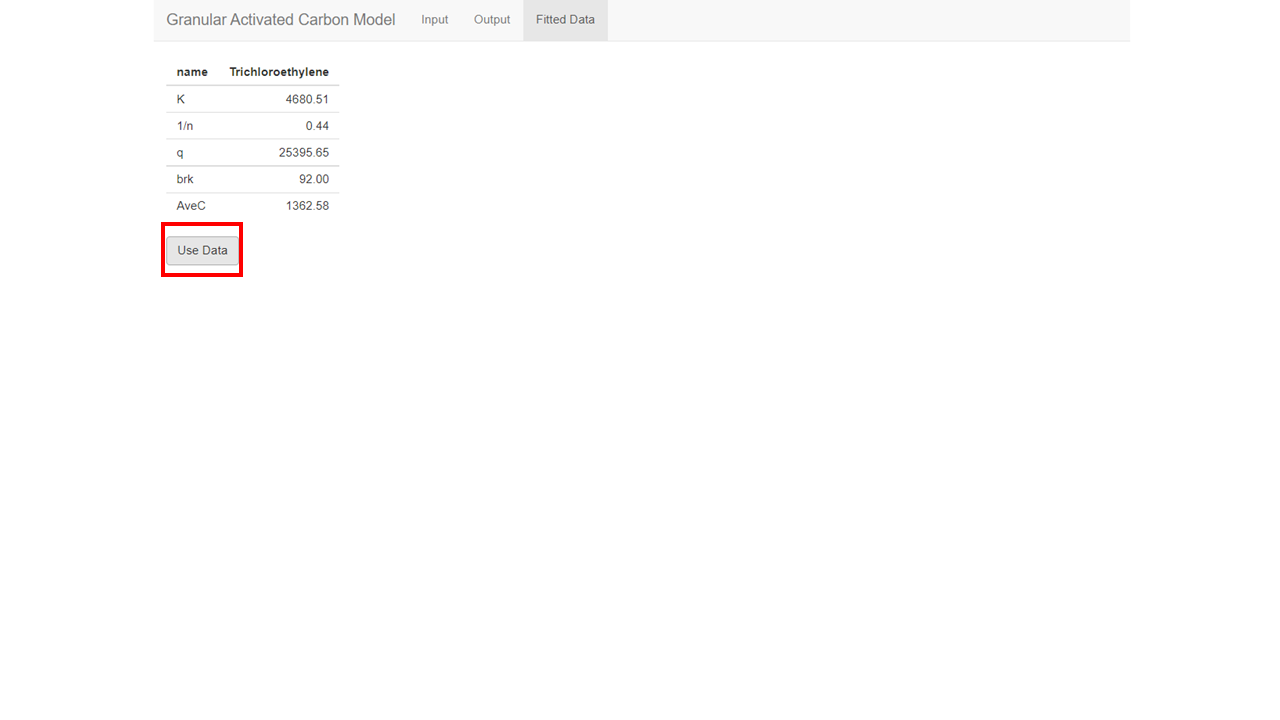 Granular Activated Carbon Model Input Output Fitted Data
name Trichloroethylene
K 4680.51
1/n 0.44
q 25395.65
brk 92.00
AveC 1362.58
Use Data